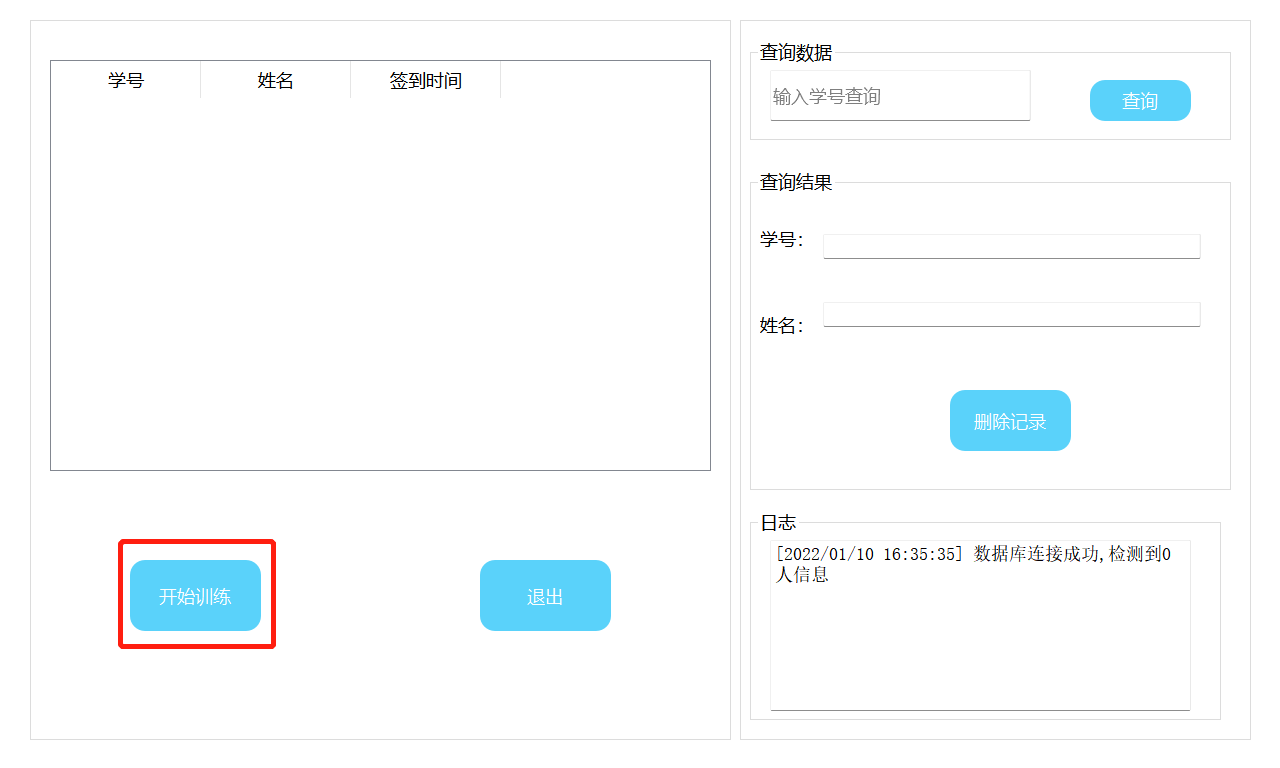 学号 姓名 签到时间
开始训练 退出
查询数据
输入学号查询 查询
查询结果
学号：
姓名：
删除记录
日志
[2022/01/10 16:35:35] 数据库连接成功,检测到0
人信息